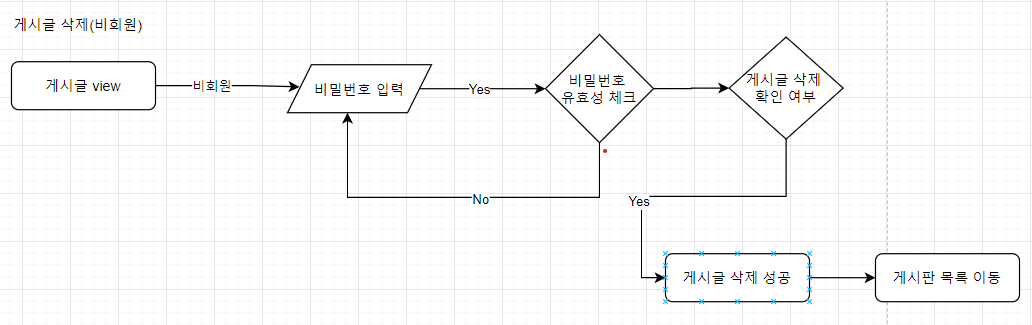 게시글 삭제(비회원)
게시글 view
비회원
비밀번호 입력
Yes
비밀번호
유효성 체크
게시글 삭제
확인 여부
No
Yes
게시글 삭제 성공
게시판 목록 이동